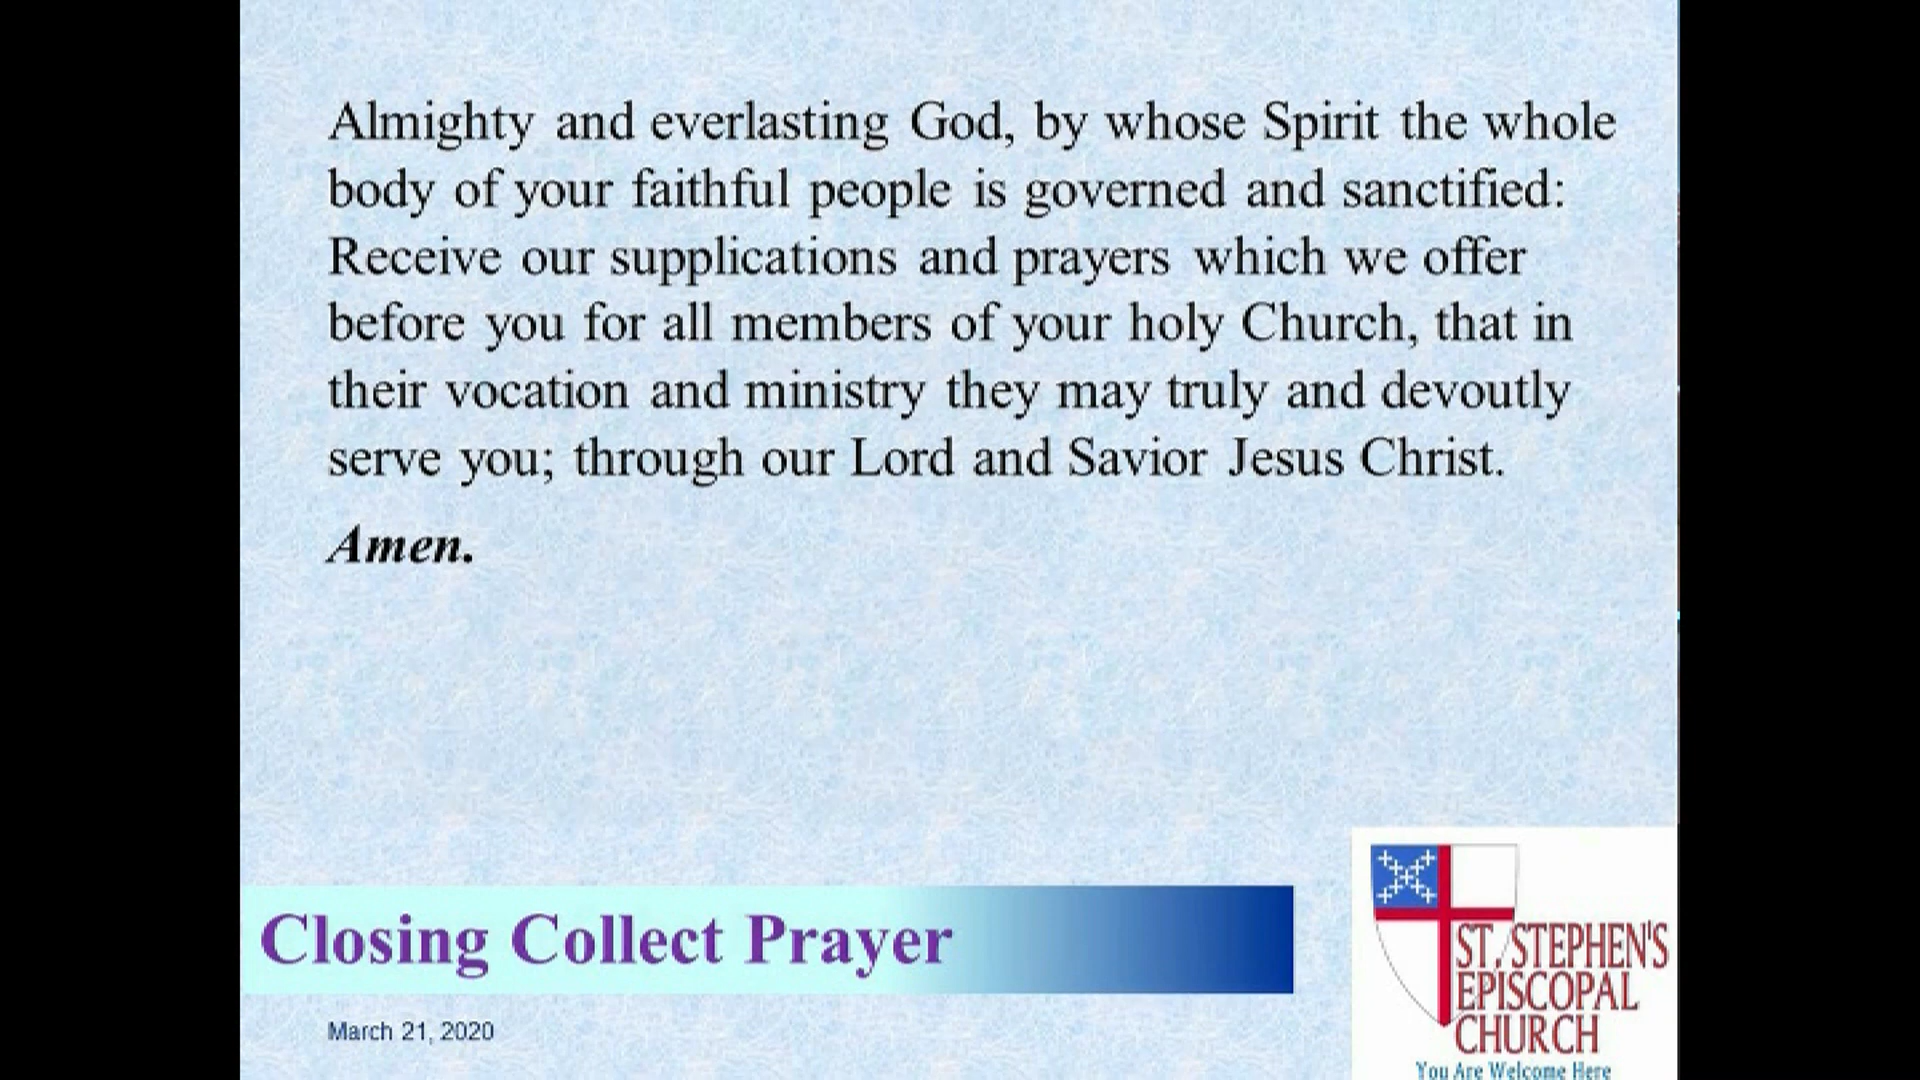 Almighty and everlasting God, by whose Spirit the whole
body of your faithful people is governed and sanctified:
Receive our supplications and prayers which we offer
before you for all members of your holy Church, that in
their vocation and ministry they may truly and devoutly
serve you; through our Lord and Savior Jesus Christ.
Amen.
Closing Collect Prayer
March 21, 2020
ST. STEPHEN'S
EPISCOPAL
CHURCH
You Are Welcome Here